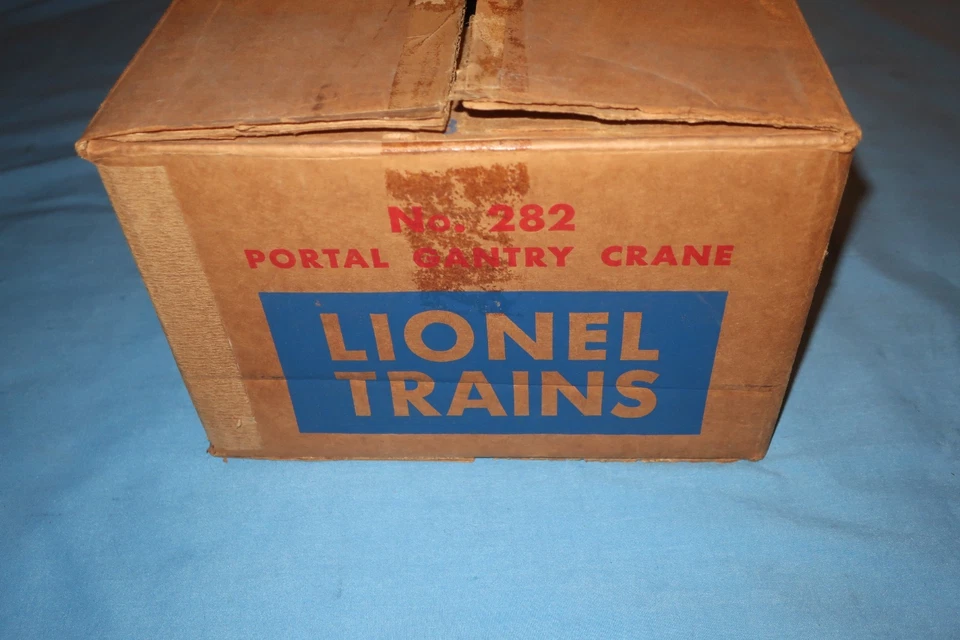 No. 282
PORTAL GANTRY CRANE
LIONEL
TRAINS